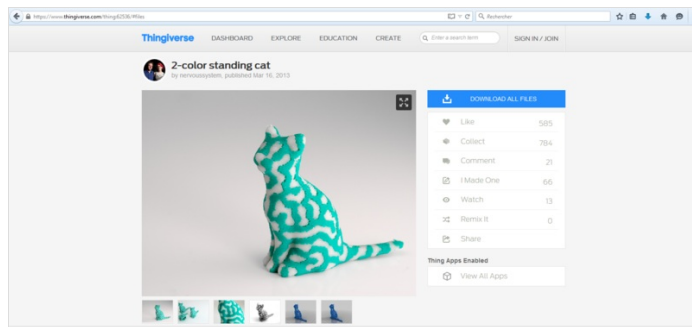 https://www.thingiverse.com/thing:62536/#files
Rechercher
Thingiverse DASHBOARD EXPLORE EDUCATION CREATE Enter a search term SIGN IN / JOIN
2-color standing cat
by nervoussystem, published Mar 16, 2013
DOWNLOAD ALL FILES
Like 585
Collect 784
Comment 21
I Made One 66
Watch 13
Remix It 0
Share
Thing Apps Enabled
View All Apps